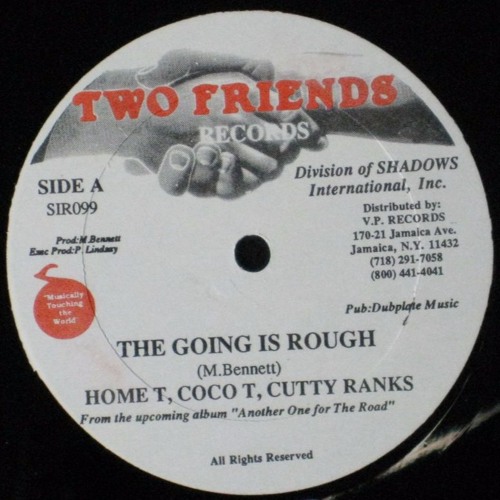 TWO FRIENDS
RECORDS
SIDE A
SIR099
Division of SHADOWS
International, Inc.
Distributed by:
V.P. RECORDS
170-21 Jamaica Ave.
Jamaica, N.Y. 11432
(718) 291-7058
(800) 441-4041
Prod:M.Bennett
Exec Prod:P. Lindsay
"Musically
Touching
the
World"
Pub:Dubplate Music
THE GOING IS ROUGH
(M.Bennett)
HOME T, COCO T, CUTTY RANKS
From the upcoming album "Another One for The Road"
All Rights Reserved